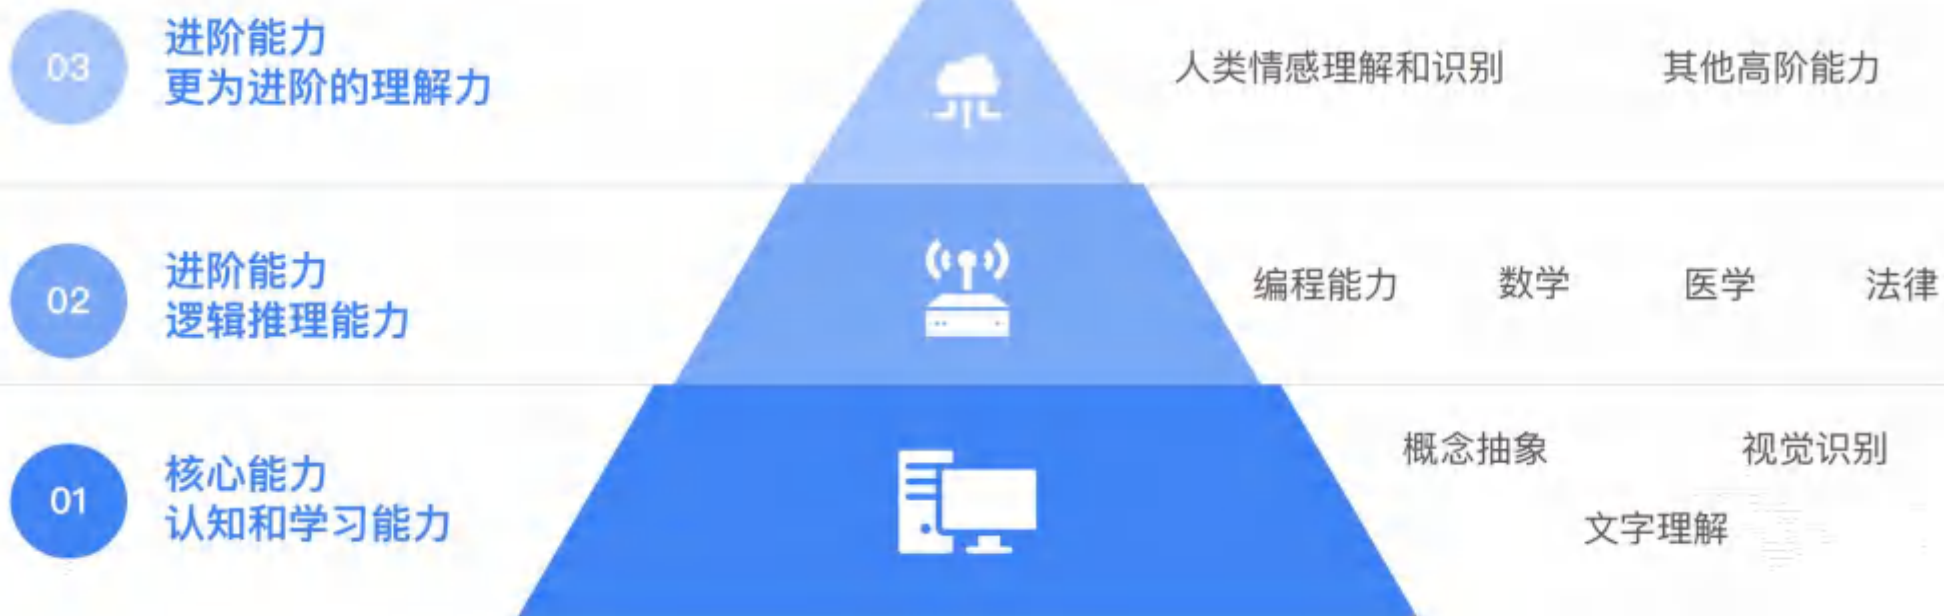 03
进阶能力
更为进阶的理解力
人类情感理解和识别 其他高阶能力
02
进阶能力
逻辑推理能力
编程能力 数学 医学 法律
01
核心能力
认知和学习能力
概念抽象 视觉识别
文字理解